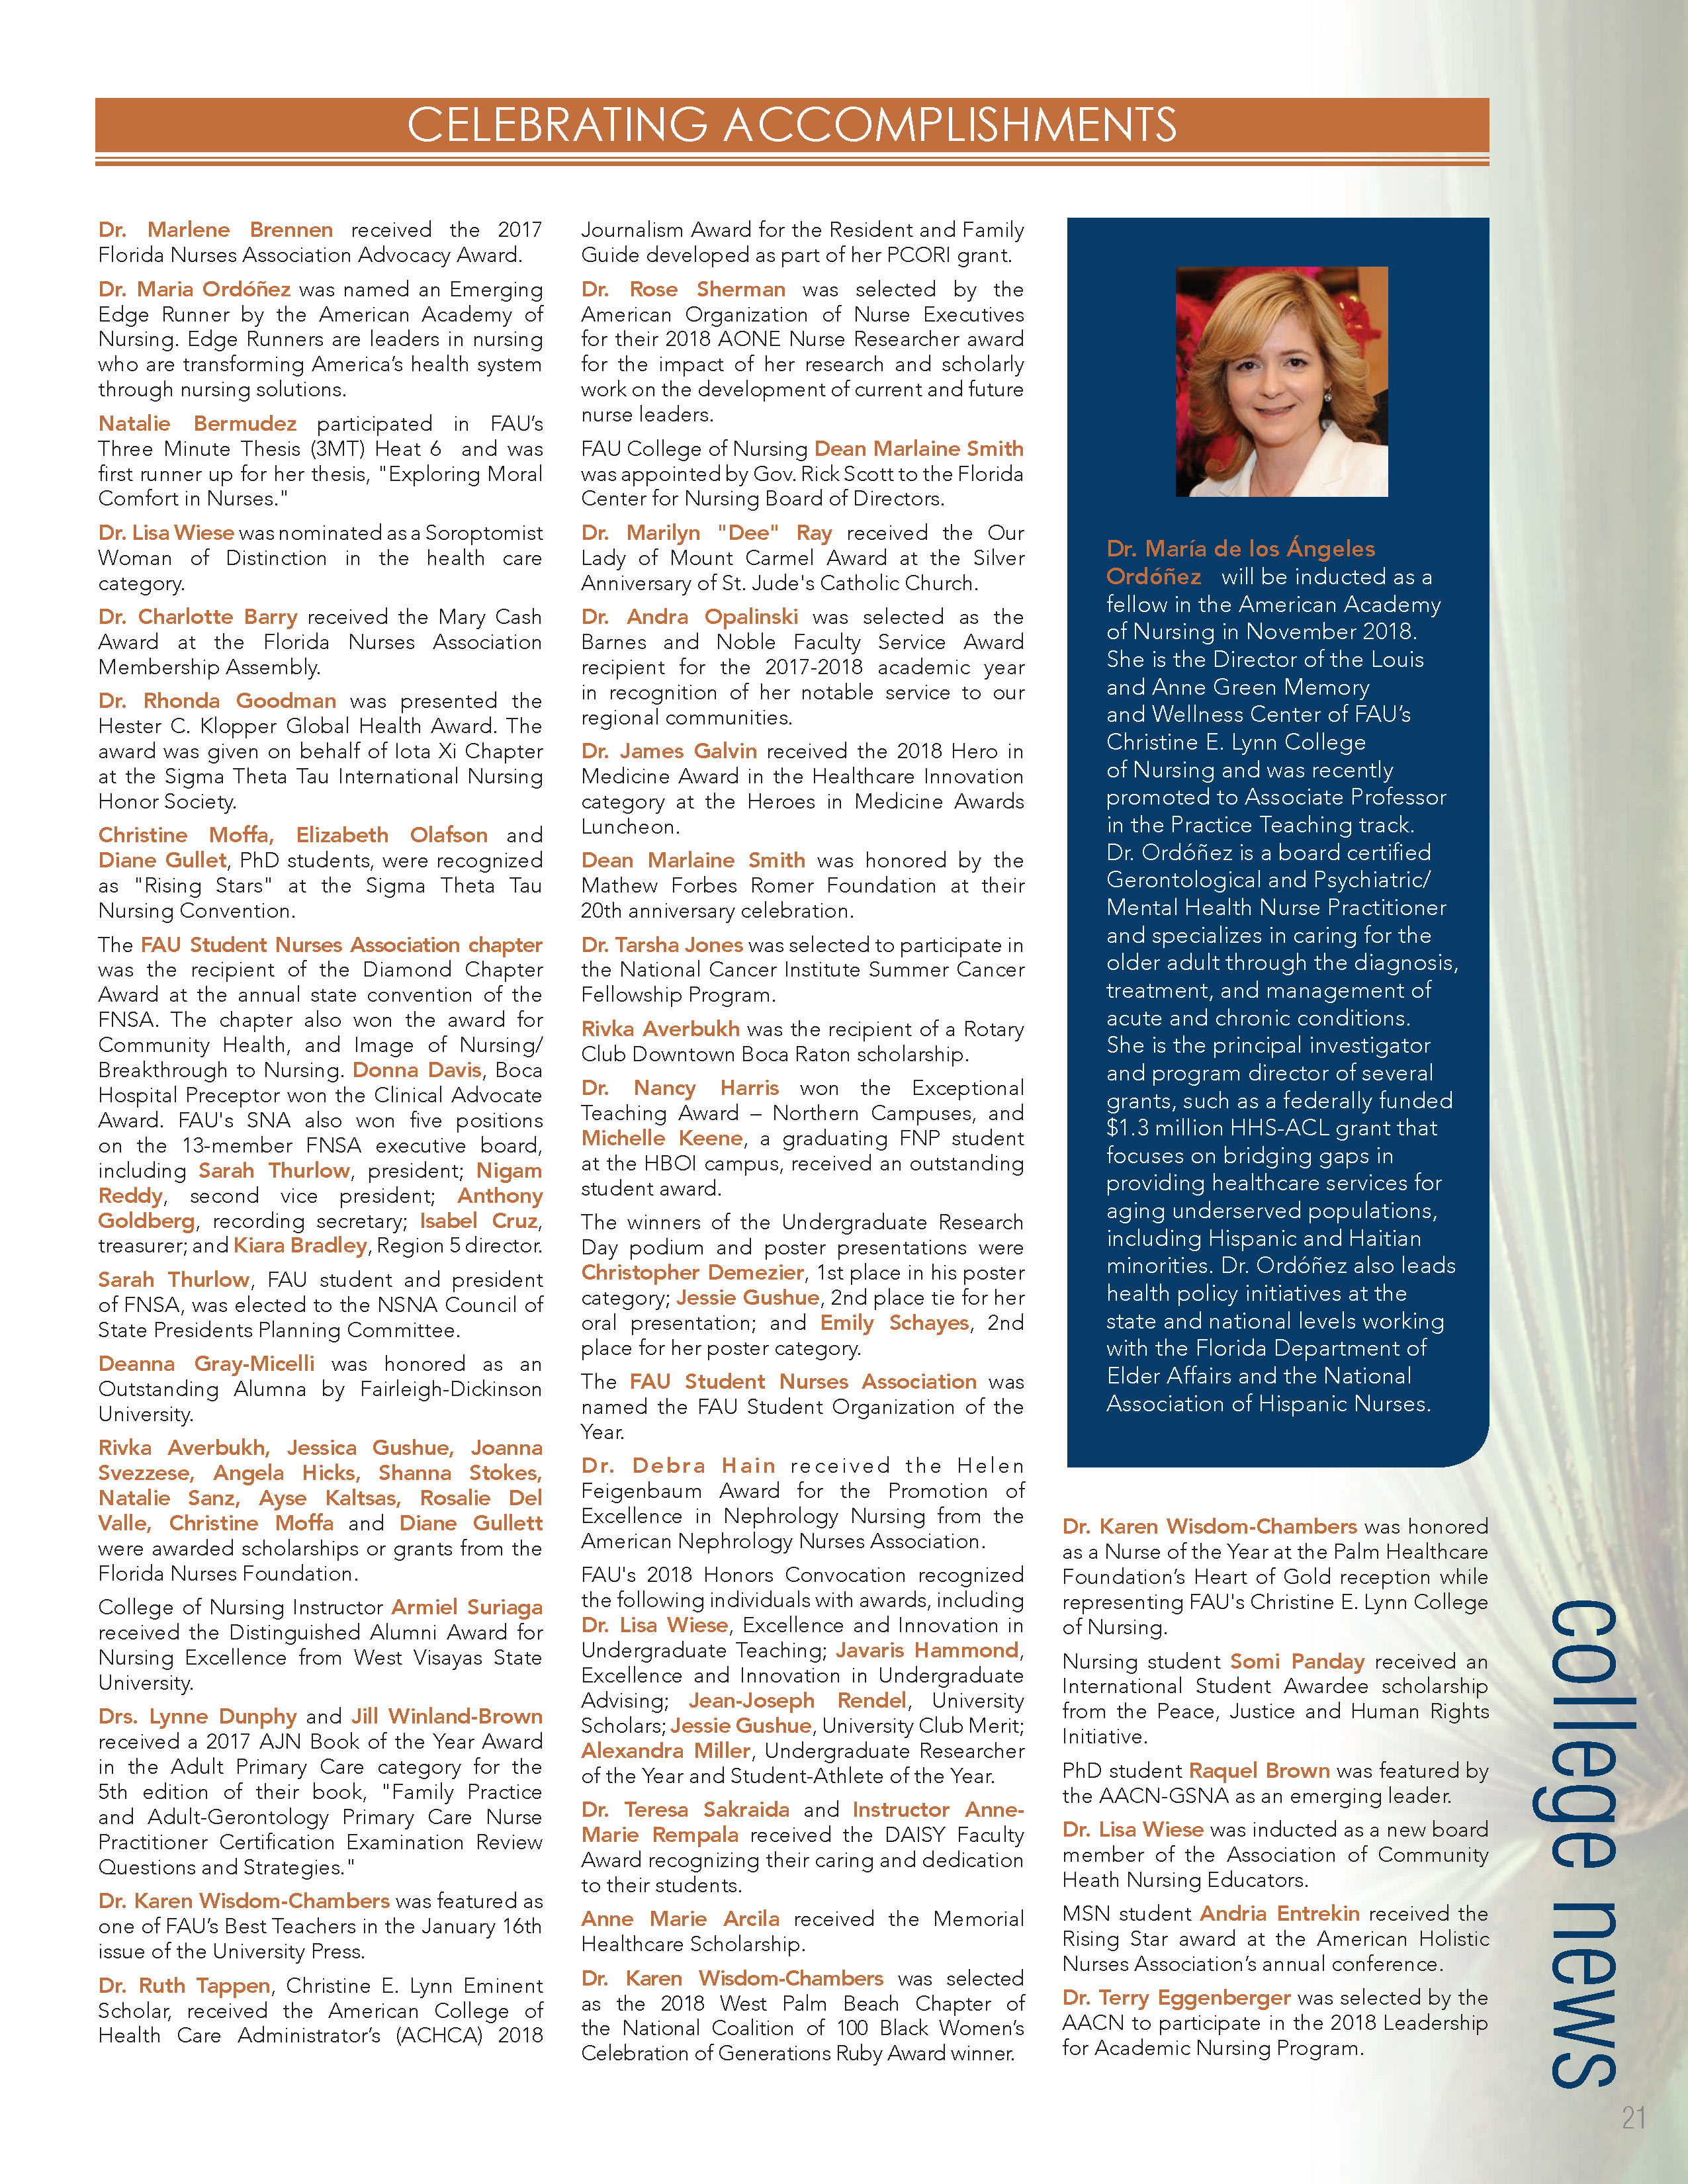 CELEBRATING ACCOMPLISHMENTS
Dr. Marlene Brennen received the 2017
Florida Nurses Association Advocacy Award.
Dr. Maria Ordóñez was named an Emerging
Edge Runner by the American Academy of
Nursing. Edge Runners are leaders in nursing
who are transforming America’s health system
through nursing solutions.
Natalie Bermudez participated in FAU’s
Three Minute Thesis (3MT) Heat 6 and was
first runner up for her thesis, "Exploring Moral
Comfort in Nurses."
Dr. Lisa Wiese was nominated as a Soroptomist
Woman of Distinction in the health care
category.
Dr. Charlotte Barry received the Mary Cash
Award at the Florida Nurses Association
Membership Assembly.
Dr. Rhonda Goodman was presented the
Hester C. Klopper Global Health Award. The
award was given on behalf of Iota Xi Chapter
at the Sigma Theta Tau International Nursing
Honor Society.
Christine Moffa, Elizabeth Olafson and
Diane Gullet, PhD students, were recognized
as "Rising Stars" at the Sigma Theta Tau
Nursing Convention.
The FAU Student Nurses Association chapter
was the recipient of the Diamond Chapter
Award at the annual state convention of the
FNSA. The chapter also won the award for
Community Health, and Image of Nursing/
Breakthrough to Nursing. Donna Davis, Boca
Hospital Preceptor won the Clinical Advocate
Award. FAU's SNA also won five positions
on the 13-member FNSA executive board,
including Sarah Thurlow, president; Nigam
Reddy, second vice president; Anthony
Goldberg, recording secretary; Isabel Cruz,
treasurer; and Kiara Bradley, Region 5 director.
Sarah Thurlow, FAU student and president
of FNSA, was elected to the NSNA Council of
State Presidents Planning Committee.
Deanna Gray-Micelli was honored as an
Outstanding Alumna by Fairleigh-Dickinson
University.
Rivka Averbukh, Jessica Gushue, Joanna
Svezzese, Angela Hicks, Shanna Stokes,
Natalie Sanz, Ayse Kaltsas, Rosalie Del
Valle, Christine Moffa and Diane Gullett
were awarded scholarships or grants from the
Florida Nurses Foundation.
College of Nursing Instructor Armiel Suriaga
received the Distinguished Alumni Award for
Nursing Excellence from West Visayas State
University.
Drs. Lynne Dunphy and Jill Winland-Brown
received a 2017 AJN Book of the Year Award
in the Adult Primary Care category for the
5th edition of their book, "Family Practice
and Adult-Gerontology Primary Care Nurse
Practitioner Certification Examination Review
Questions and Strategies."
Dr. Karen Wisdom-Chambers was featured as
one of FAU’s Best Teachers in the January 16th
issue of the University Press.
Dr. Ruth Tappen, Christine E. Lynn Eminent
Scholar, received the American College of
Health Care Administrator’s (ACHCA) 2018
Journalism Award for the Resident and Family
Guide developed as part of her PCORI grant.
Dr. Rose Sherman was selected by the
American Organization of Nurse Executives
for their 2018 AONE Nurse Researcher award
for the impact of her research and scholarly
work on the development of current and future
nurse leaders.
FAU College of Nursing Dean Marlaine Smith
was appointed by Gov. Rick Scott to the Florida
Center for Nursing Board of Directors.
Dr. Marilyn "Dee" Ray received the Our
Lady of Mount Carmel Award at the Silver
Anniversary of St. Jude's Catholic Church.
Dr. Andra Opalinski was selected as the
Barnes and Noble Faculty Service Award
recipient for the 2017-2018 academic year
in recognition of her notable service to our
regional communities.
Dr. James Galvin received the 2018 Hero in
Medicine Award in the Healthcare Innovation
category at the Heroes in Medicine Awards
Luncheon.
Dean Marlaine Smith was honored by the
Mathew Forbes Romer Foundation at their
20th anniversary celebration.
Dr. Tarsha Jones was selected to participate in
the National Cancer Institute Summer Cancer
Fellowship Program.
Rivka Averbukh was the recipient of a Rotary
Club Downtown Boca Raton scholarship.
Dr. Nancy Harris won the Exceptional
Teaching Award – Northern Campuses, and
Michelle Keene, a graduating FNP student
at the HBOI campus, received an outstanding
student award.
The winners of the Undergraduate Research
Day podium and poster presentations were
Christopher Demezier, 1st place in his poster
category; Jessie Gushue, 2nd place tie for her
oral presentation; and Emily Schayes, 2nd
place for her poster category.
The FAU Student Nurses Association was
named the FAU Student Organization of the
Year.
Dr. Debra Hain received the Helen
Feigenbaum Award for the Promotion of
Excellence in Nephrology Nursing from the
American Nephrology Nurses Association.
FAU's 2018 Honors Convocation recognized
the following individuals with awards, including
Dr. Lisa Wiese, Excellence and Innovation in
Undergraduate Teaching; Javaris Hammond,
Excellence and Innovation in Undergraduate
Advising; Jean-Joseph Rendel, University
Scholars; Jessie Gushue, University Club Merit;
Alexandra Miller, Undergraduate Researcher
of the Year and Student-Athlete of the Year.
Dr. Teresa Sakraida and Instructor Anne-
Marie Rempala received the DAISY Faculty
Award recognizing their caring and dedication
to their students.
Anne Marie Arcila received the Memorial
Healthcare Scholarship.
Dr. Karen Wisdom-Chambers was selected
as the 2018 West Palm Beach Chapter of
the National Coalition of 100 Black Women’s
Celebration of Generations Ruby Award winner.
Dr. María de los Ángeles
Ordóñez will be inducted as a
fellow in the American Academy
of Nursing in November 2018.
She is the Director of the Louis
and Anne Green Memory
and Wellness Center of FAU’s
Christine E. Lynn College
of Nursing and was recently
promoted to Associate Professor
in the Practice Teaching track.
Dr. Ordóñez is a board certified
Gerontological and Psychiatric/
Mental Health Nurse Practitioner
and specializes in caring for the
older adult through the diagnosis,
treatment, and management of
acute and chronic conditions.
She is the principal investigator
and program director of several
grants, such as a federally funded
$1.3 million HHS-ACL grant that
focuses on bridging gaps in
providing healthcare services for
aging underserved populations,
including Hispanic and Haitian
minorities. Dr. Ordóñez also leads
health policy initiatives at the
state and national levels working
with the Florida Department of
Elder Affairs and the National
Association of Hispanic Nurses.
Dr. Karen Wisdom-Chambers was honored
as a Nurse of the Year at the Palm Healthcare
Foundation’s Heart of Gold reception while
representing FAU's Christine E. Lynn College
of Nursing.
Nursing student Somi Panday received an
International Student Awardee scholarship
from the Peace, Justice and Human Rights
Initiative.
PhD student Raquel Brown was featured by
the AACN-GSNA as an emerging leader.
Dr. Lisa Wiese was inducted as a new board
member of the Association of Community
Heath Nursing Educators.
MSN student Andria Entrekin received the
Rising Star award at the American Holistic
Nurses Association’s annual conference.
Dr. Terry Eggenberger was selected by the
AACN to participate in the 2018 Leadership
for Academic Nursing Program.
college news
21